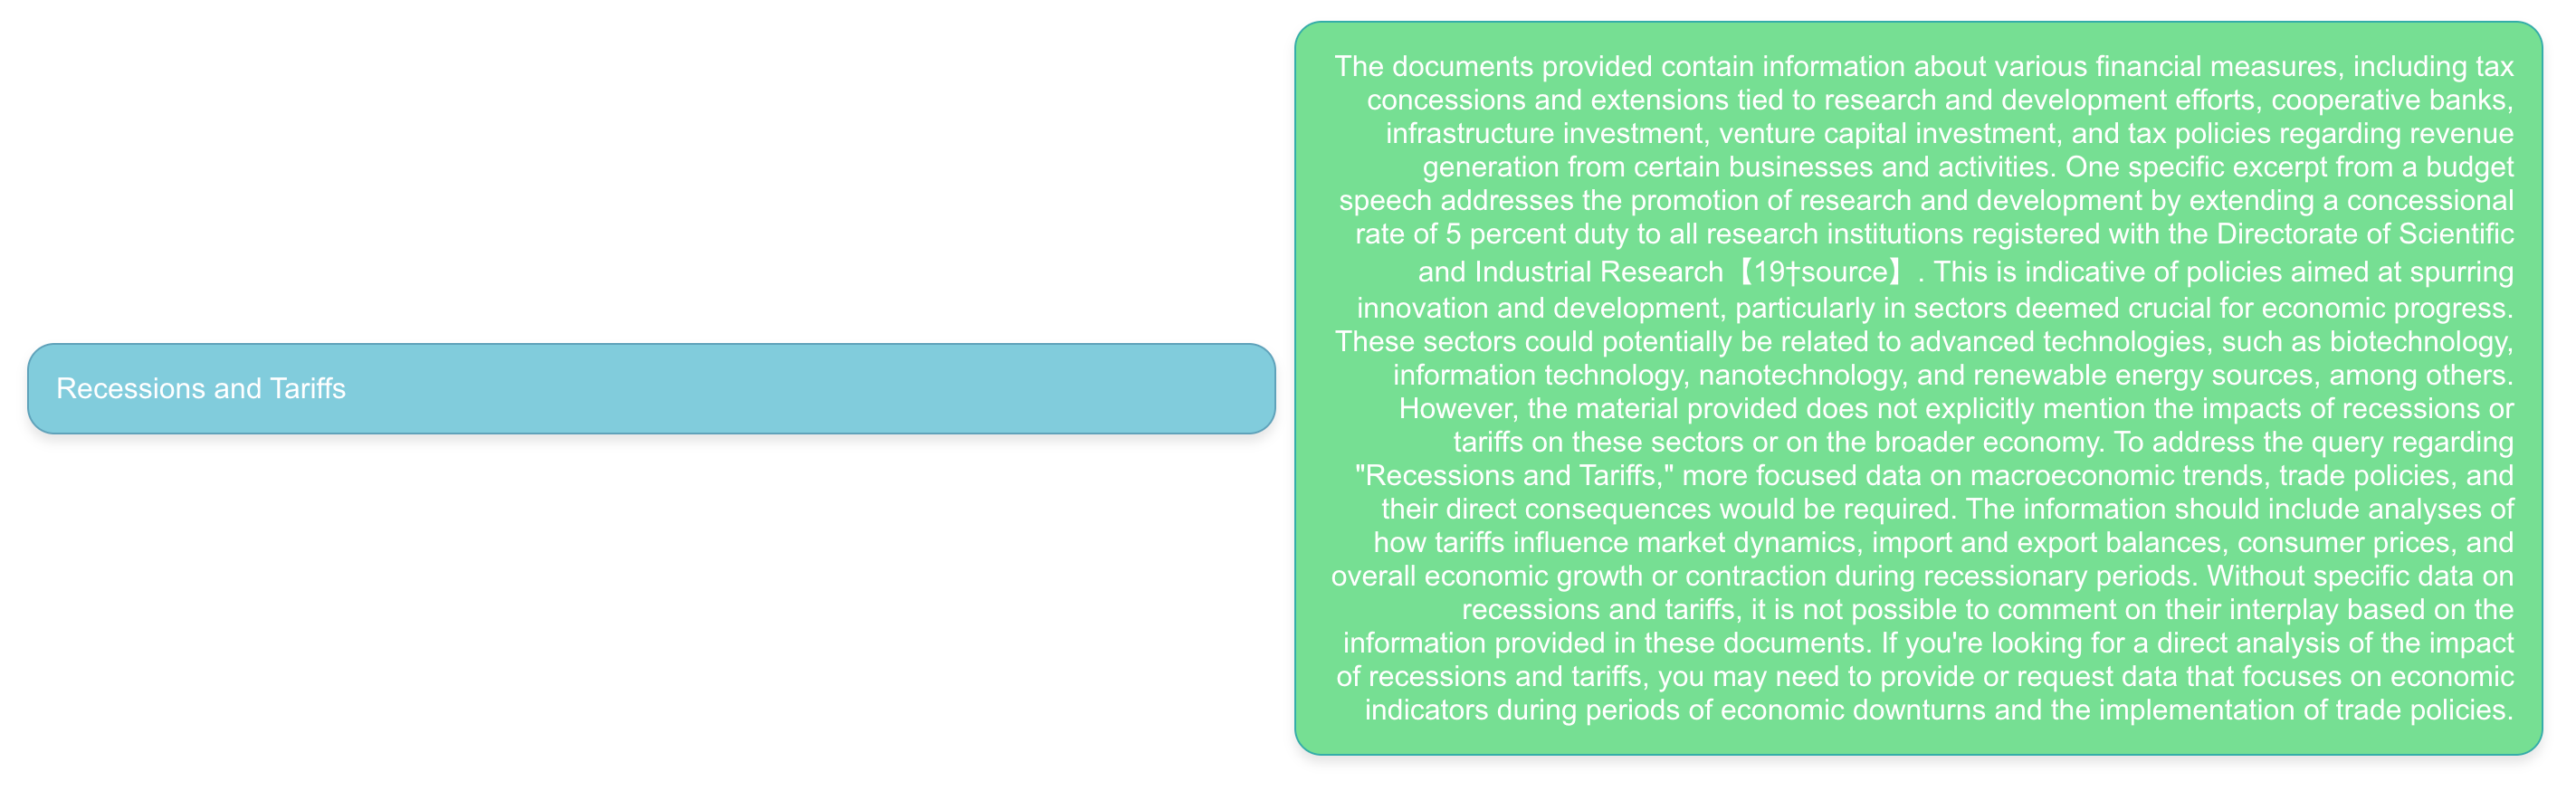 Recessions and Tariffs
The documents provided contain information about various financial measures, including tax
concessions and extensions tied to research and development efforts, cooperative banks,
infrastructure investment, venture capital investment, and tax policies regarding revenue
generation from certain businesses and activities. One specific excerpt from a budget
speech addresses the promotion of research and development by extending a concessional
rate of 5 percent duty to all research institutions registered with the Directorate of Scientific
and Industrial Research【19†source】. This is indicative of policies aimed at spurring
innovation and development, particularly in sectors deemed crucial for economic progress.
These sectors could potentially be related to advanced technologies, such as biotechnology,
information technology, nanotechnology, and renewable energy sources, among others.
However, the material provided does not explicitly mention the impacts of recessions or
tariffs on these sectors or on the broader economy. To address the query regarding
"Recessions and Tariffs," more focused data on macroeconomic trends, trade policies, and
their direct consequences would be required. The information should include analyses of
how tariffs influence market dynamics, import and export balances, consumer prices, and
overall economic growth or contraction during recessionary periods. Without specific data on
recessions and tariffs, it is not possible to comment on their interplay based on the
information provided in these documents. If you're looking for a direct analysis of the impact
of recessions and tariffs, you may need to provide or request data that focuses on economic
indicators during periods of economic downturns and the implementation of trade policies.